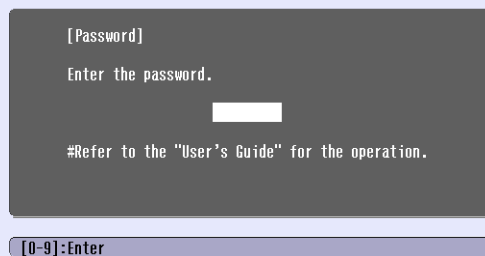 [Password]
Enter the password.
#Refer to the "User's Guide" for the operation.
[0-9]:Enter